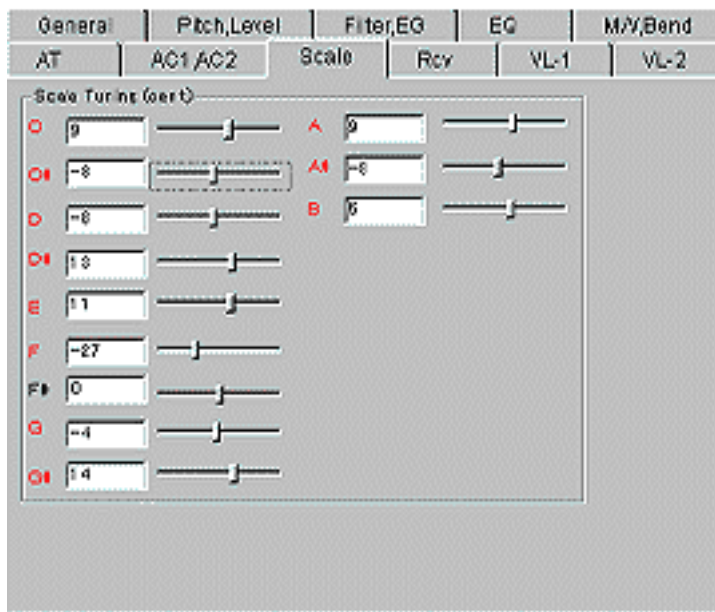 General Pitch,Level Filter,EG EQ M/V,Bend
AT AC1,AC2 Scale Rcv VL-1 VL-2
Scale Tuning (cent)
C 9
C# -8
D -8
D# 13
E 11
F -27
F# 0
G -4
G# 14
A 9
A# -8
B 6